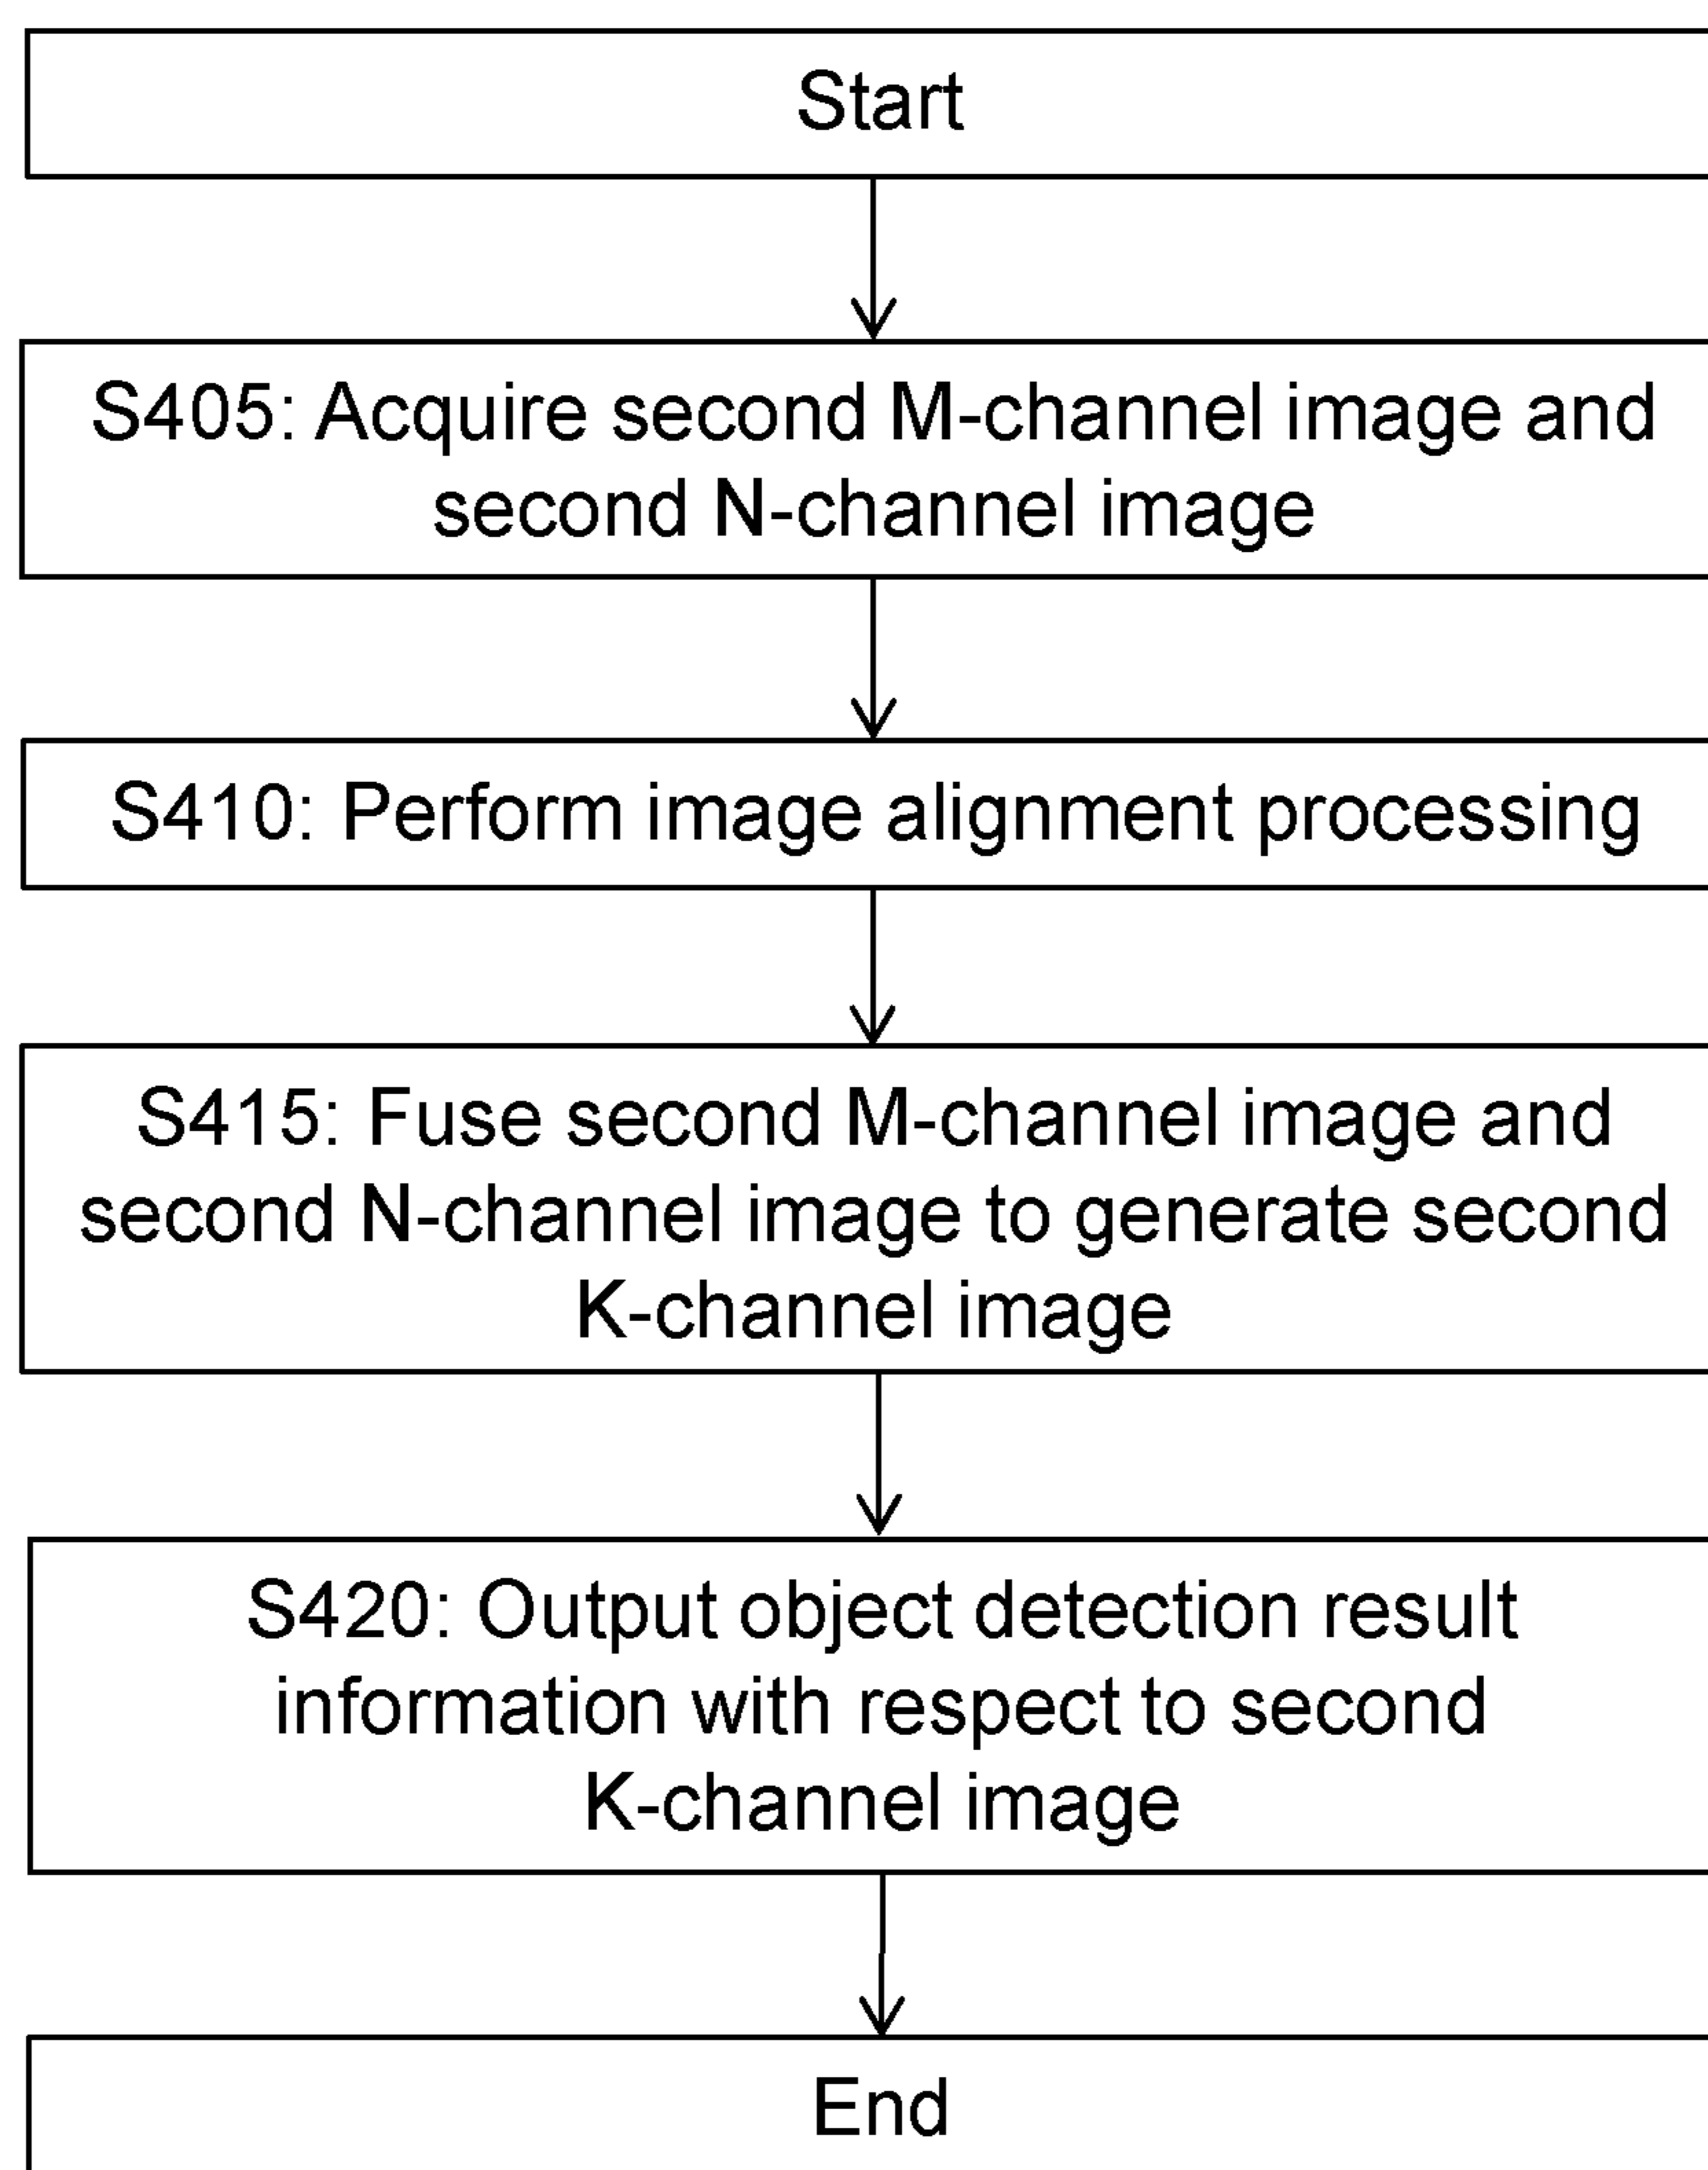 Start
S405: Acquire second M-channel image and
second N-channel image
S410: Perform image alignment processing
S415: Fuse second M-channel image and
second N-channel image to generate second
K-channel image
S420: Output object detection result
information with respect to second
K-channel image
End